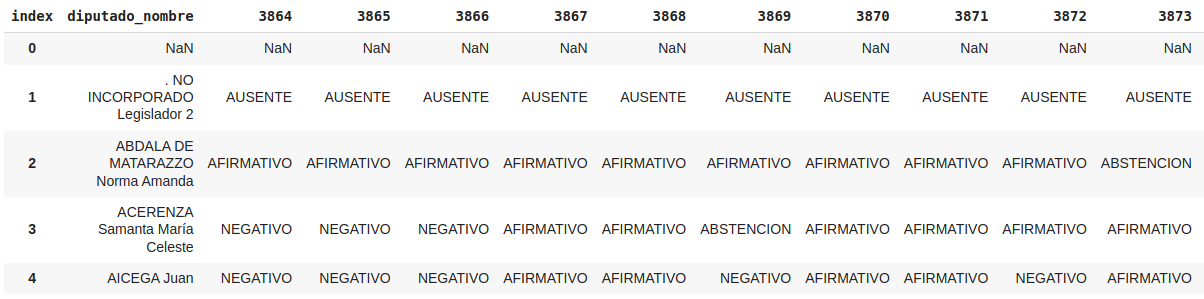 index diputado_nombre 3864 3865 3866 3867 3868 3869 3870 3871 3872 3873
0 NaN NaN NaN NaN NaN NaN NaN NaN NaN NaN NaN
. NO
1 INCORPORADO AUSENTE AUSENTE AUSENTE AUSENTE AUSENTE AUSENTE AUSENTE AUSENTE AUSENTE AUSENTE
Legislador 2
ABDALA DE
2 MATARAZZO AFIRMATIVO AFIRMATIVO AFIRMATIVO AFIRMATIVO AFIRMATIVO AFIRMATIVO AFIRMATIVO AFIRMATIVO AFIRMATIVO ABSTENCION
Norma Amanda
ACERENZA
3 Samanta María NEGATIVO NEGATIVO NEGATIVO AFIRMATIVO AFIRMATIVO ABSTENCION AFIRMATIVO AFIRMATIVO AFIRMATIVO AFIRMATIVO
Celeste
4 AICEGA Juan NEGATIVO NEGATIVO NEGATIVO AFIRMATIVO AFIRMATIVO NEGATIVO AFIRMATIVO AFIRMATIVO NEGATIVO AFIRMATIVO